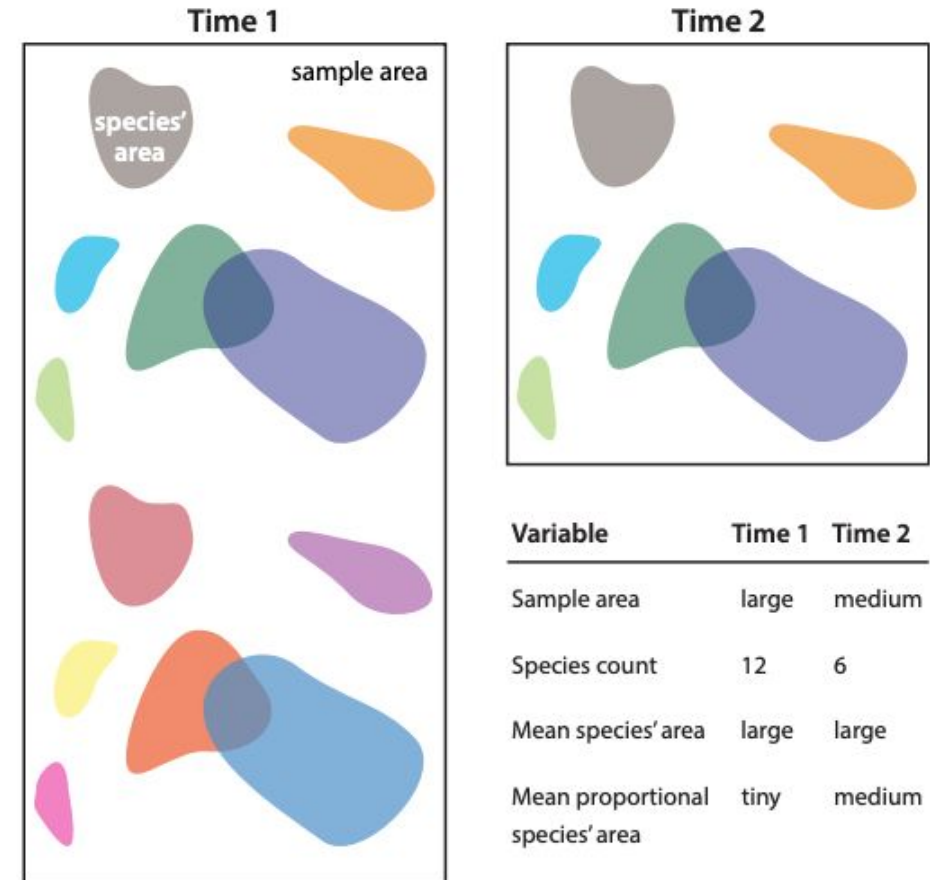 Time 1
sample area
species'
area
Time 2
Variable Time 1 Time 2
Sample area large medium
Species count 12 6
Mean species' area large large
Mean proportional tiny medium
species' area